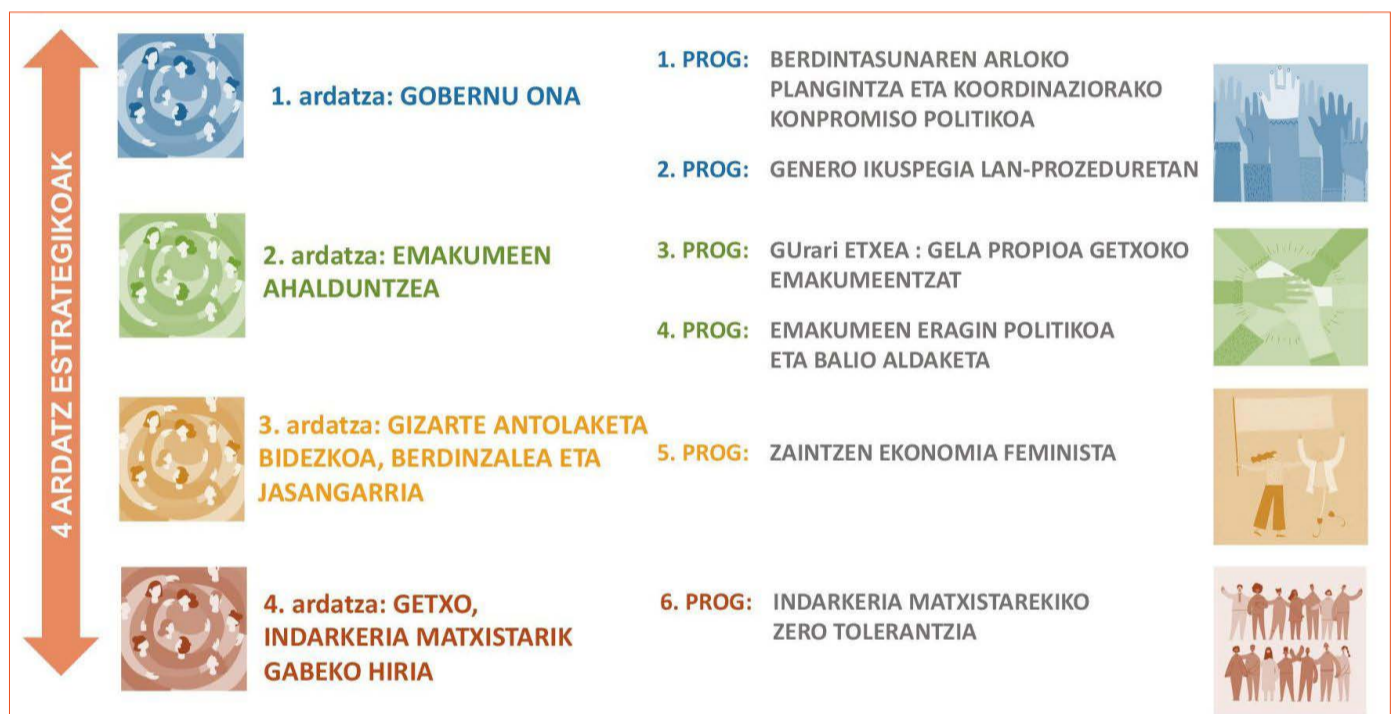 4 ARDATZ ESTRATEGIKOAK
1. ardatza: GOBERNU ONA
1. PROG: BERDINTASUNAREN ARLOKO
PLANGINTZA ETA KOORDINAZIORAKO
KONPROMISO POLITIKOA
2. PROG: GENERO IKUSPEGIA LAN-PROZEDURETAN
2. ardatza: EMAKUMEEN
AHALDUNTZEA
3. PROG: GUrari ETXEA : GELA PROPIOA GETXOKO
EMAKUMEENTZAT
4. PROG: EMAKUMEEN ERAGIN POLITIKOA
ETA BALIO ALDAKETA
3. ardatza: GIZARTE ANTOLAKETA
BIDEZKOA, BERDINZALEA ETA
JASANGARRIA
5. PROG: ZAINTZEN EKONOMIA FEMINISTA
4. ardatza: GETXO,
INDARKERIA MATXISTARIK
GABEKO HIRIA
6. PROG: INDARKERIA MATXISTAREKIKO
ZERO TOLERANTZIA